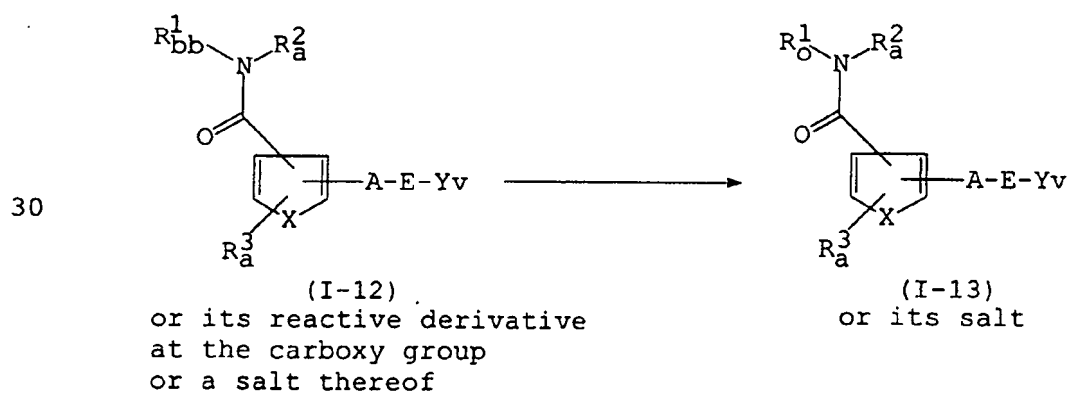 R¹bb R²a R¹o R²a
N N
O O
30 A-E-Yv A-E-Yv
X X
R³a R³a
(I-12) (I-13)
or its reactive derivative or its salt
at the carboxy group
or a salt thereof